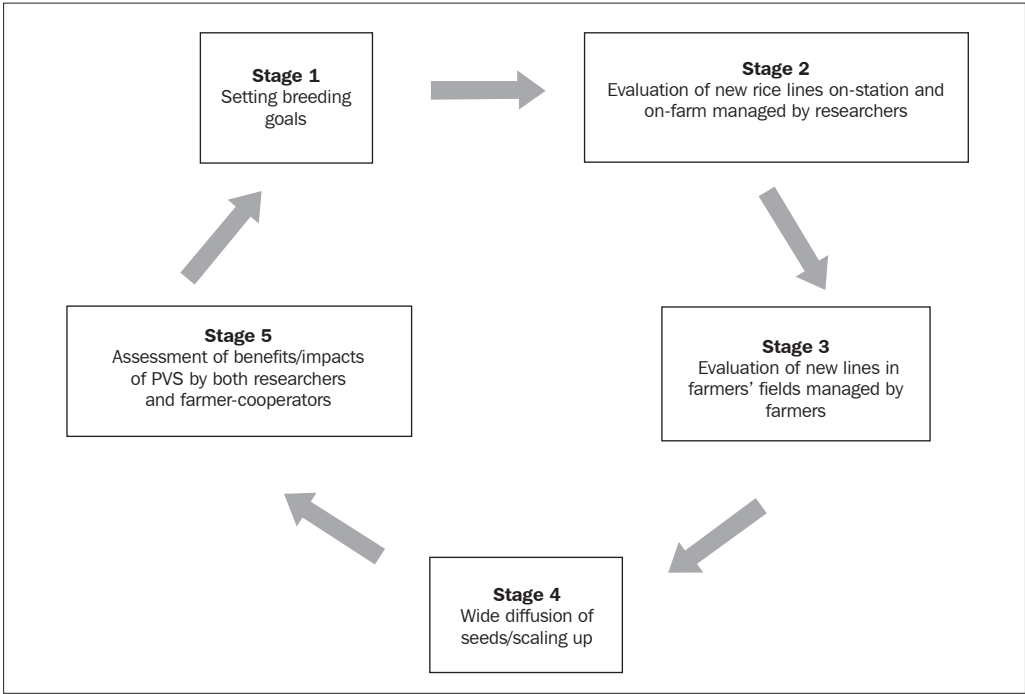 Stage 1
Setting breeding
goals
Stage 2
Evaluation of new rice lines on-station and
on-farm managed by researchers
Stage 3
Evaluation of new lines in
farmers’ fields managed by
farmers
Stage 4
Wide diffusion of
seeds/scaling up
Stage 5
Assessment of benefits/impacts
of PVS by both researchers
and farmer-cooperators